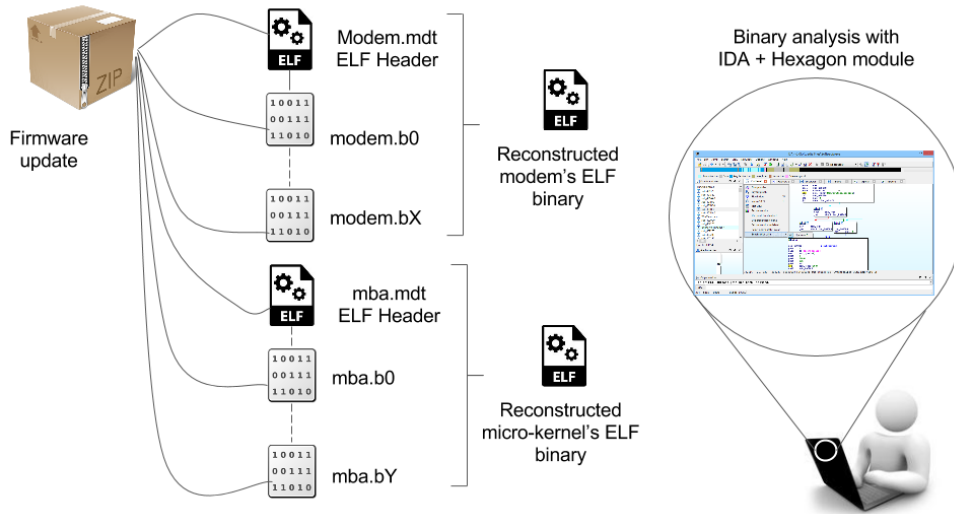 ZIP
Firmware
update
ELF
Modem.mdt
ELF Header
10011
00111
11010
modem.b0
10011
00111
11010
modem.bX
ELF
Reconstructed
modem's ELF
binary
ELF
mba.mdt
ELF Header
10011
00111
11010
mba.b0
10011
00111
11010
mba.bY
ELF
Reconstructed
micro-kernel's ELF
binary
Binary analysis with
IDA + Hexagon module